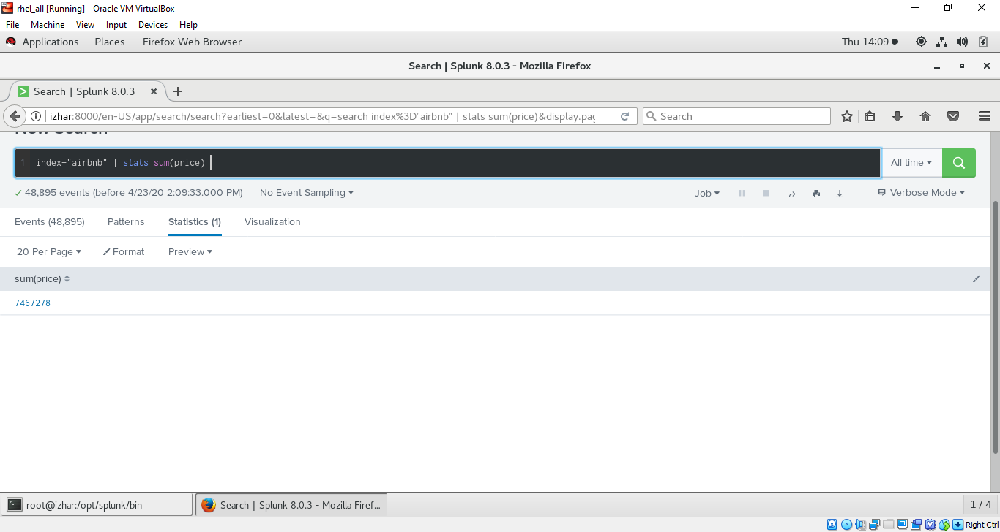 rhel_all [Running] - Oracle VM VirtualBox
File Machine View Input Devices Help
Applications Places Firefox Web Browser Thu 14:09
Search | Splunk 8.0.3 - Mozilla Firefox
Search | Splunk 8.0.3
izhar:8000/en-US/app/search/search?earliest=0&latest=&q=search index%3D"airbnb" | stats sum(price)&display.pag Search
New Search
1 index="airbnb" | stats sum(price) All time
48,895 events (before 4/23/20 2:09:33.000 PM) No Event Sampling Job Verbose Mode
Events (48,895) Patterns Statistics (1) Visualization
20 Per Page Format Preview
sum(price)
7467278
root@izhar:/opt/splunk/bin Search | Splunk 8.0.3 - Mozilla Firef... 1 / 4
Right Ctrl